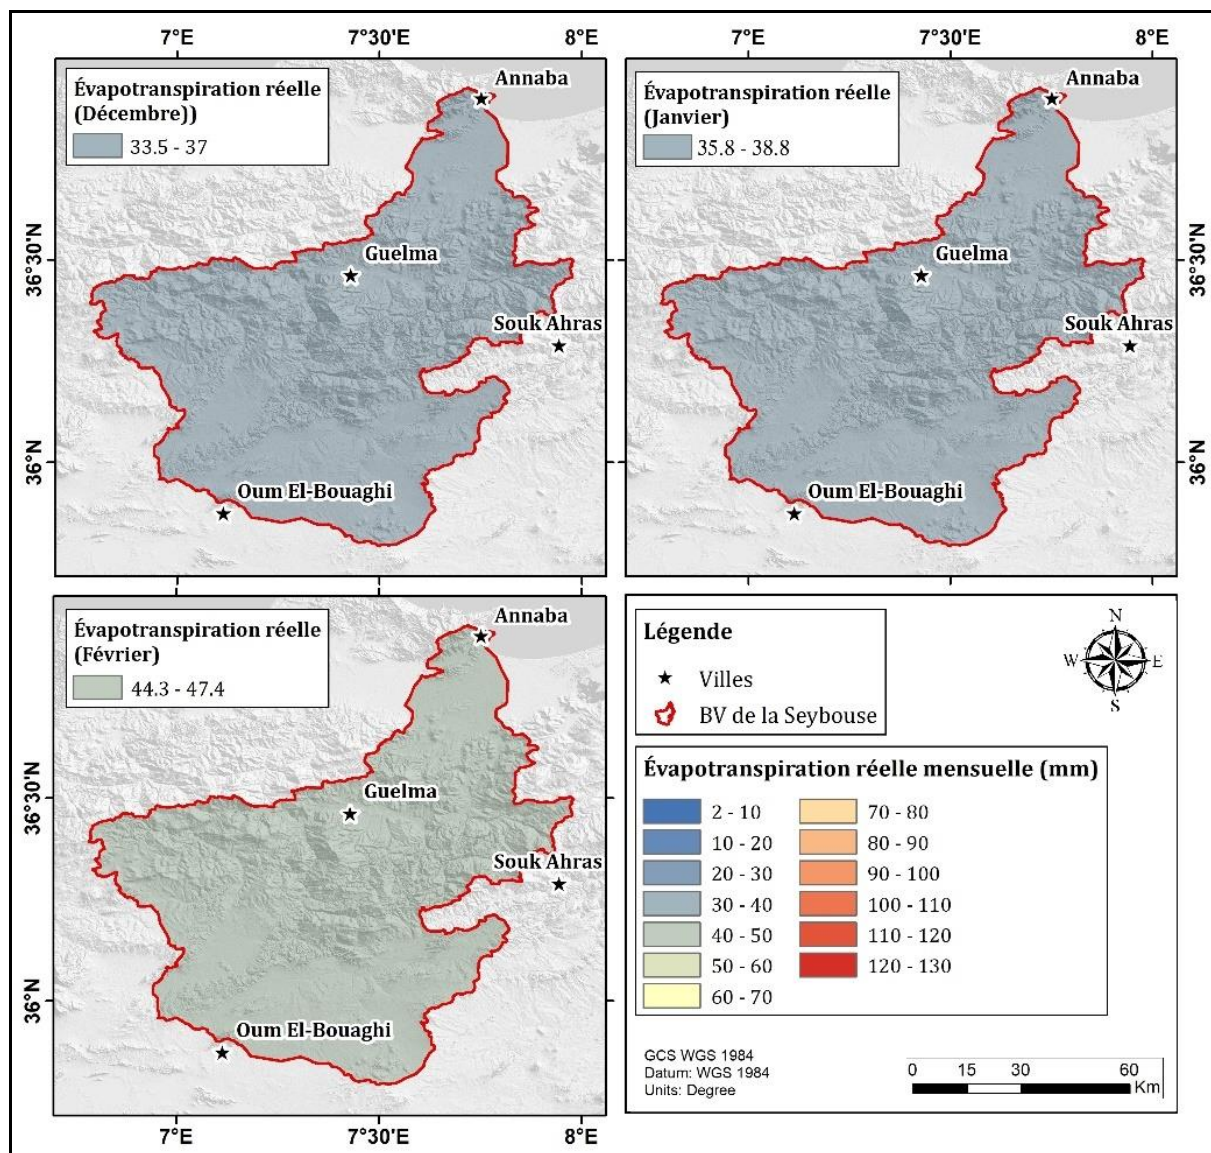 7°E 7°30'E 8°E
7°E 7°30'E 8°E
Évapotranspiration réelle
(Décembre))
33.5 - 37
Annaba
Guelma
Souk Ahras
Oum El-Bouaghi
36°30'N
36°N
Évapotranspiration réelle
(Janvier)
35.8 - 38.8
Annaba
Guelma
Souk Ahras
Oum El-Bouaghi
36°30'N
36°N
Évapotranspiration réelle
(Février)
44.3 - 47.4
Annaba
Guelma
Souk Ahras
Oum El-Bouaghi
36°30'N
36°N
7°E 7°30'E 8°E
Légende
Villes
BV de la Seybouse
N
W E
S
Évapotranspiration réelle mensuelle (mm)
2 - 10 70 - 80
10 - 20 80 - 90
20 - 30 90 - 100
30 - 40 100 - 110
40 - 50 110 - 120
50 - 60 120 - 130
60 - 70
GCS WGS 1984
Datum: WGS 1984
Units: Degree
0 15 30 60
Km